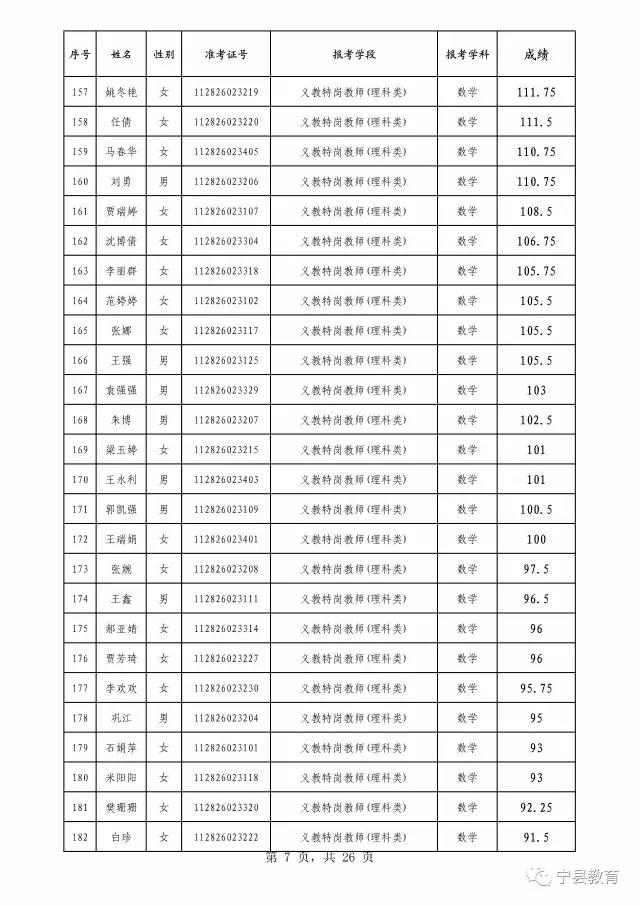 序号 姓名 性别 准考证号 报考学段 报考学科 成绩
157 姚冬艳 女 112826023219 义教特岗教师(理科类) 数学 111.75
158 任倩 女 112826023220 义教特岗教师(理科类) 数学 111.5
159 马春华 女 112826023405 义教特岗教师(理科类) 数学 110.75
160 刘勇 男 112826023206 义教特岗教师(理科类) 数学 110.75
161 贾瑞婷 女 112826023107 义教特岗教师(理科类) 数学 108.5
162 沈博倩 女 112826023304 义教特岗教师(理科类) 数学 106.75
163 李丽群 女 112826023318 义教特岗教师(理科类) 数学 105.75
164 范婷婷 女 112826023102 义教特岗教师(理科类) 数学 105.5
165 张娜 女 112826023117 义教特岗教师(理科类) 数学 105.5
166 王强 男 112826023125 义教特岗教师(理科类) 数学 105.5
167 袁强强 男 112826023329 义教特岗教师(理科类) 数学 103
168 朱博 男 112826023207 义教特岗教师(理科类) 数学 102.5
169 梁玉婷 女 112826023215 义教特岗教师(理科类) 数学 101
170 王永利 男 112826023403 义教特岗教师(理科类) 数学 101
171 郭凯强 男 112826023109 义教特岗教师(理科类) 数学 100.5
172 王瑞娟 女 112826023401 义教特岗教师(理科类) 数学 100
173 张婉 女 112826023208 义教特岗教师(理科类) 数学 97.5
174 王鑫 男 112826023111 义教特岗教师(理科类) 数学 96.5
175 郝亚婧 女 112826023314 义教特岗教师(理科类) 数学 96
176 贾芳琦 女 112826023227 义教特岗教师(理科类) 数学 96
177 李欢欢 女 112826023230 义教特岗教师(理科类) 数学 95.75
178 巩江 男 112826023204 义教特岗教师(理科类) 数学 95
179 石娟萍 女 112826023101 义教特岗教师(理科类) 数学 93
180 米阳阳 女 112826023118 义教特岗教师(理科类) 数学 93
181 樊珊珊 女 112826023320 义教特岗教师(理科类) 数学 92.25
182 白珍 女 112826023222 义教特岗教师(理科类) 数学 91.5
第 7 页，共 26 页
宁县教育